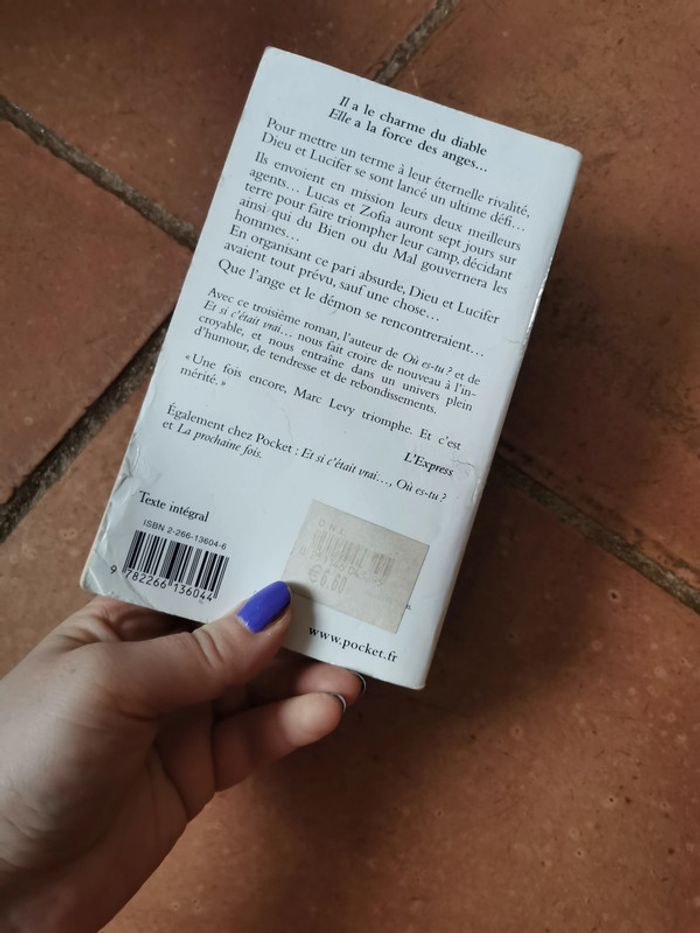 Il a le charme du diable
Elle a la force des anges...
Pour mettre un terme à leur éternelle rivalité,
Dieu et Lucifer se sont lancé un ultime défi...
Ils envoient en mission leurs deux meilleurs
agents... Lucas et Zofia auront sept jours sur
terre pour faire triompher leur camp, décidant
ainsi qui du Bien ou du Mal gouvernera les
hommes...
En organisant ce pari absurde, Dieu et Lucifer
avaient tout prévu, sauf une chose...
Que l'ange et le démon se rencontreraient...
Avec ce troisième roman, l'auteur de Où es-tu ? et de
Et si c'était vrai... nous fait croire de nouveau à l'in-
croyable, et nous entraîne dans un univers plein
d'humour, de tendresse et de rebondissements.
« Une fois encore, Marc Levy triomphe. Et c'est
mérité. »
L'Express
Également chez Pocket : Et si c'était vrai..., Où es-tu ?
et La prochaine fois.
Texte intégral
ISBN 2-266-13604-6
9 782266 136044
€6.60
www.pocket.fr